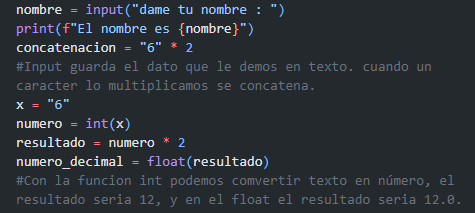 nombre = input("dame tu nombre : ")
print(f"El nombre es {nombre}")
concatenacion = "6" * 2
#Input guarda el dato que le demos en texto. cuando un
caracter lo multiplicamos se concatena.
x = "6"
numero = int(x)
resultado = numero * 2
numero_decimal = float(resultado)
#Con la funcion int podemos comvertir texto en número, el
resultado seria 12, y en el float el resultado seria 12.0.